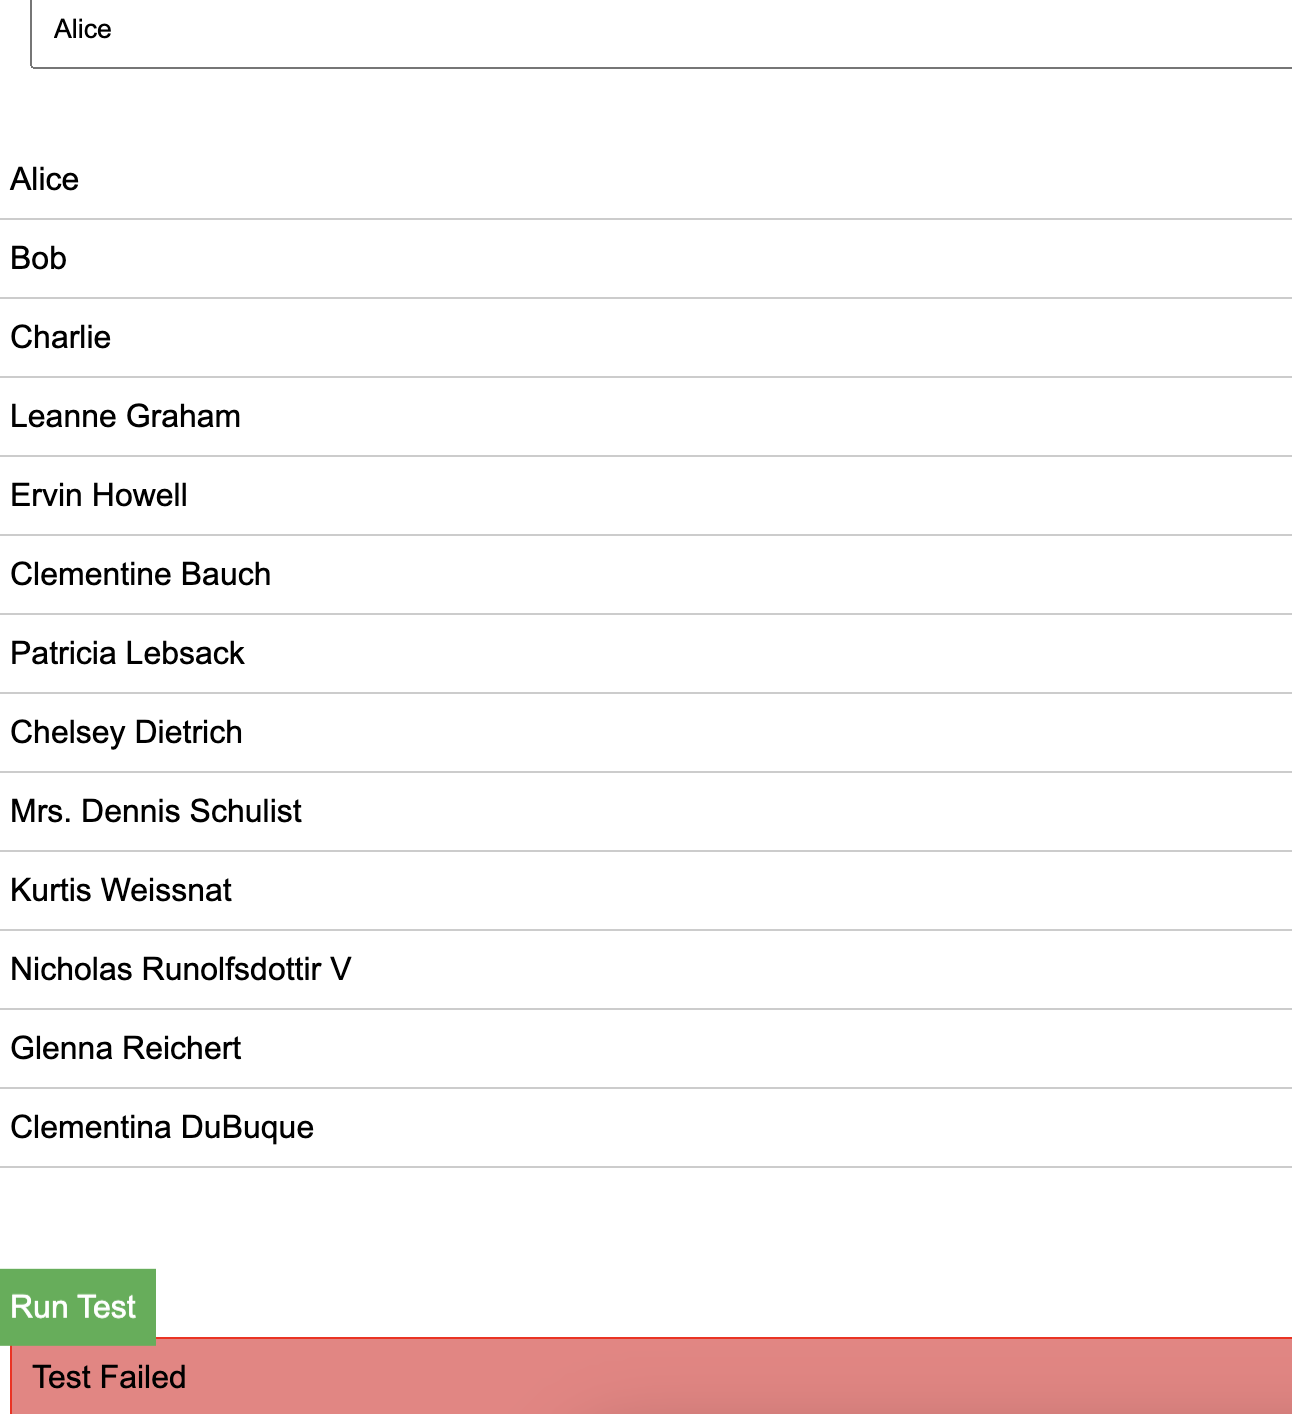 Alice
Alice
Bob
Charlie
Leanne Graham
Ervin Howell
Clementine Bauch
Patricia Lebsack
Chelsey Dietrich
Mrs. Dennis Schulist
Kurtis Weissnat
Nicholas Runolfsdottir V
Glenna Reichert
Clementina DuBuque
Run Test
Test Failed